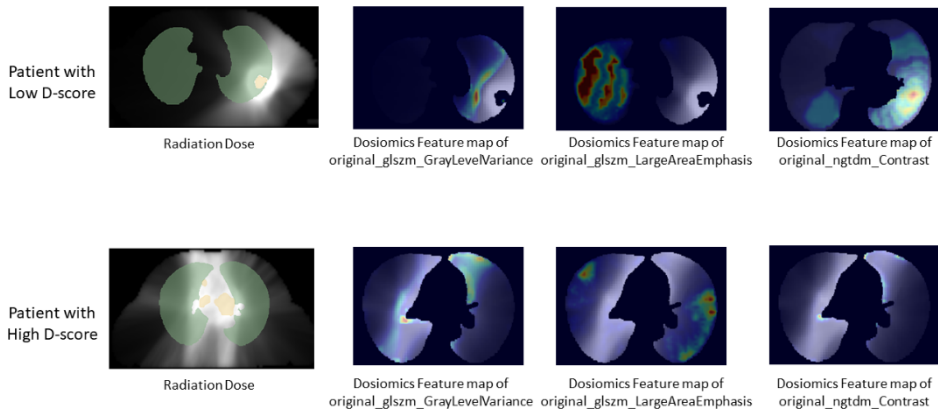 Patient with
Low D-score
Radiation Dose
Dosiomics Feature map of
original_glszm_GrayLevelVariance
Dosiomics Feature map of
original_glszm_LargeAreaEmphasis
Dosiomics Feature map of
original_ngtdm_Contrast
Patient with
High D-score
Radiation Dose
Dosiomics Feature map of
original_glszm_GrayLevelVariance
Dosiomics Feature map of
original_glszm_LargeAreaEmphasis
Dosiomics Feature map of
original_ngtdm_Contrast